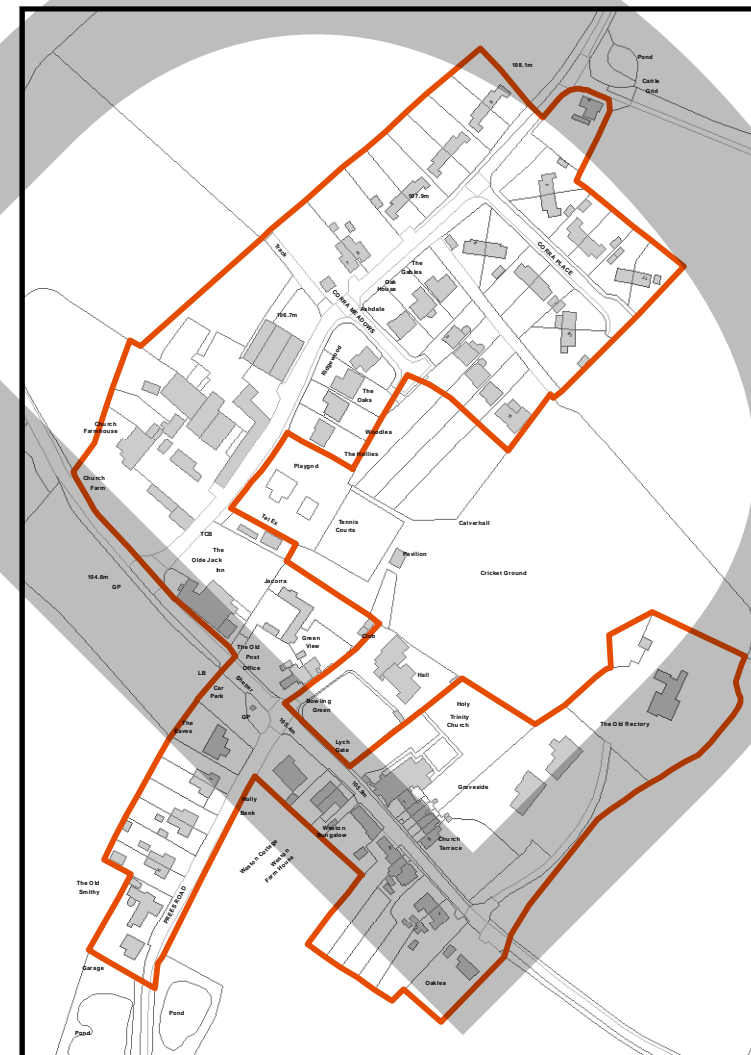 108.1m
Pond
Cattle
Grid
107.9m
CORRA PLACE
Track
The
Gables
Oak
House
CORRA MEADOWS
Ashdale
106.7m
Ridgewood
The
Oaks
Church
Farmhouse
Woodlea
The Hollies
Playgnd
Church
Farm
Tel Ex
Tennis
Courts
Calverhall
TCB
The
Olde Jack
Inn
Pavilion
Cricket Ground
104.6m
GP
Jacorra
Green
View
Club
The Old
Post
Office
LB
Shelter
Hall
Car
Park
Bowling
Green
Holy
Trinity
Church
GP
105.4m
The
Eaves
The Old Rectory
Lych
Gate
105.9m
Graveside
Holly
Bank
Weston
Bungalow
Church
Terrace
Weston Cottage
Weston
Farm House
The Old
Smithy
PREES ROAD
Garage
Oaklea
Pond
Pond